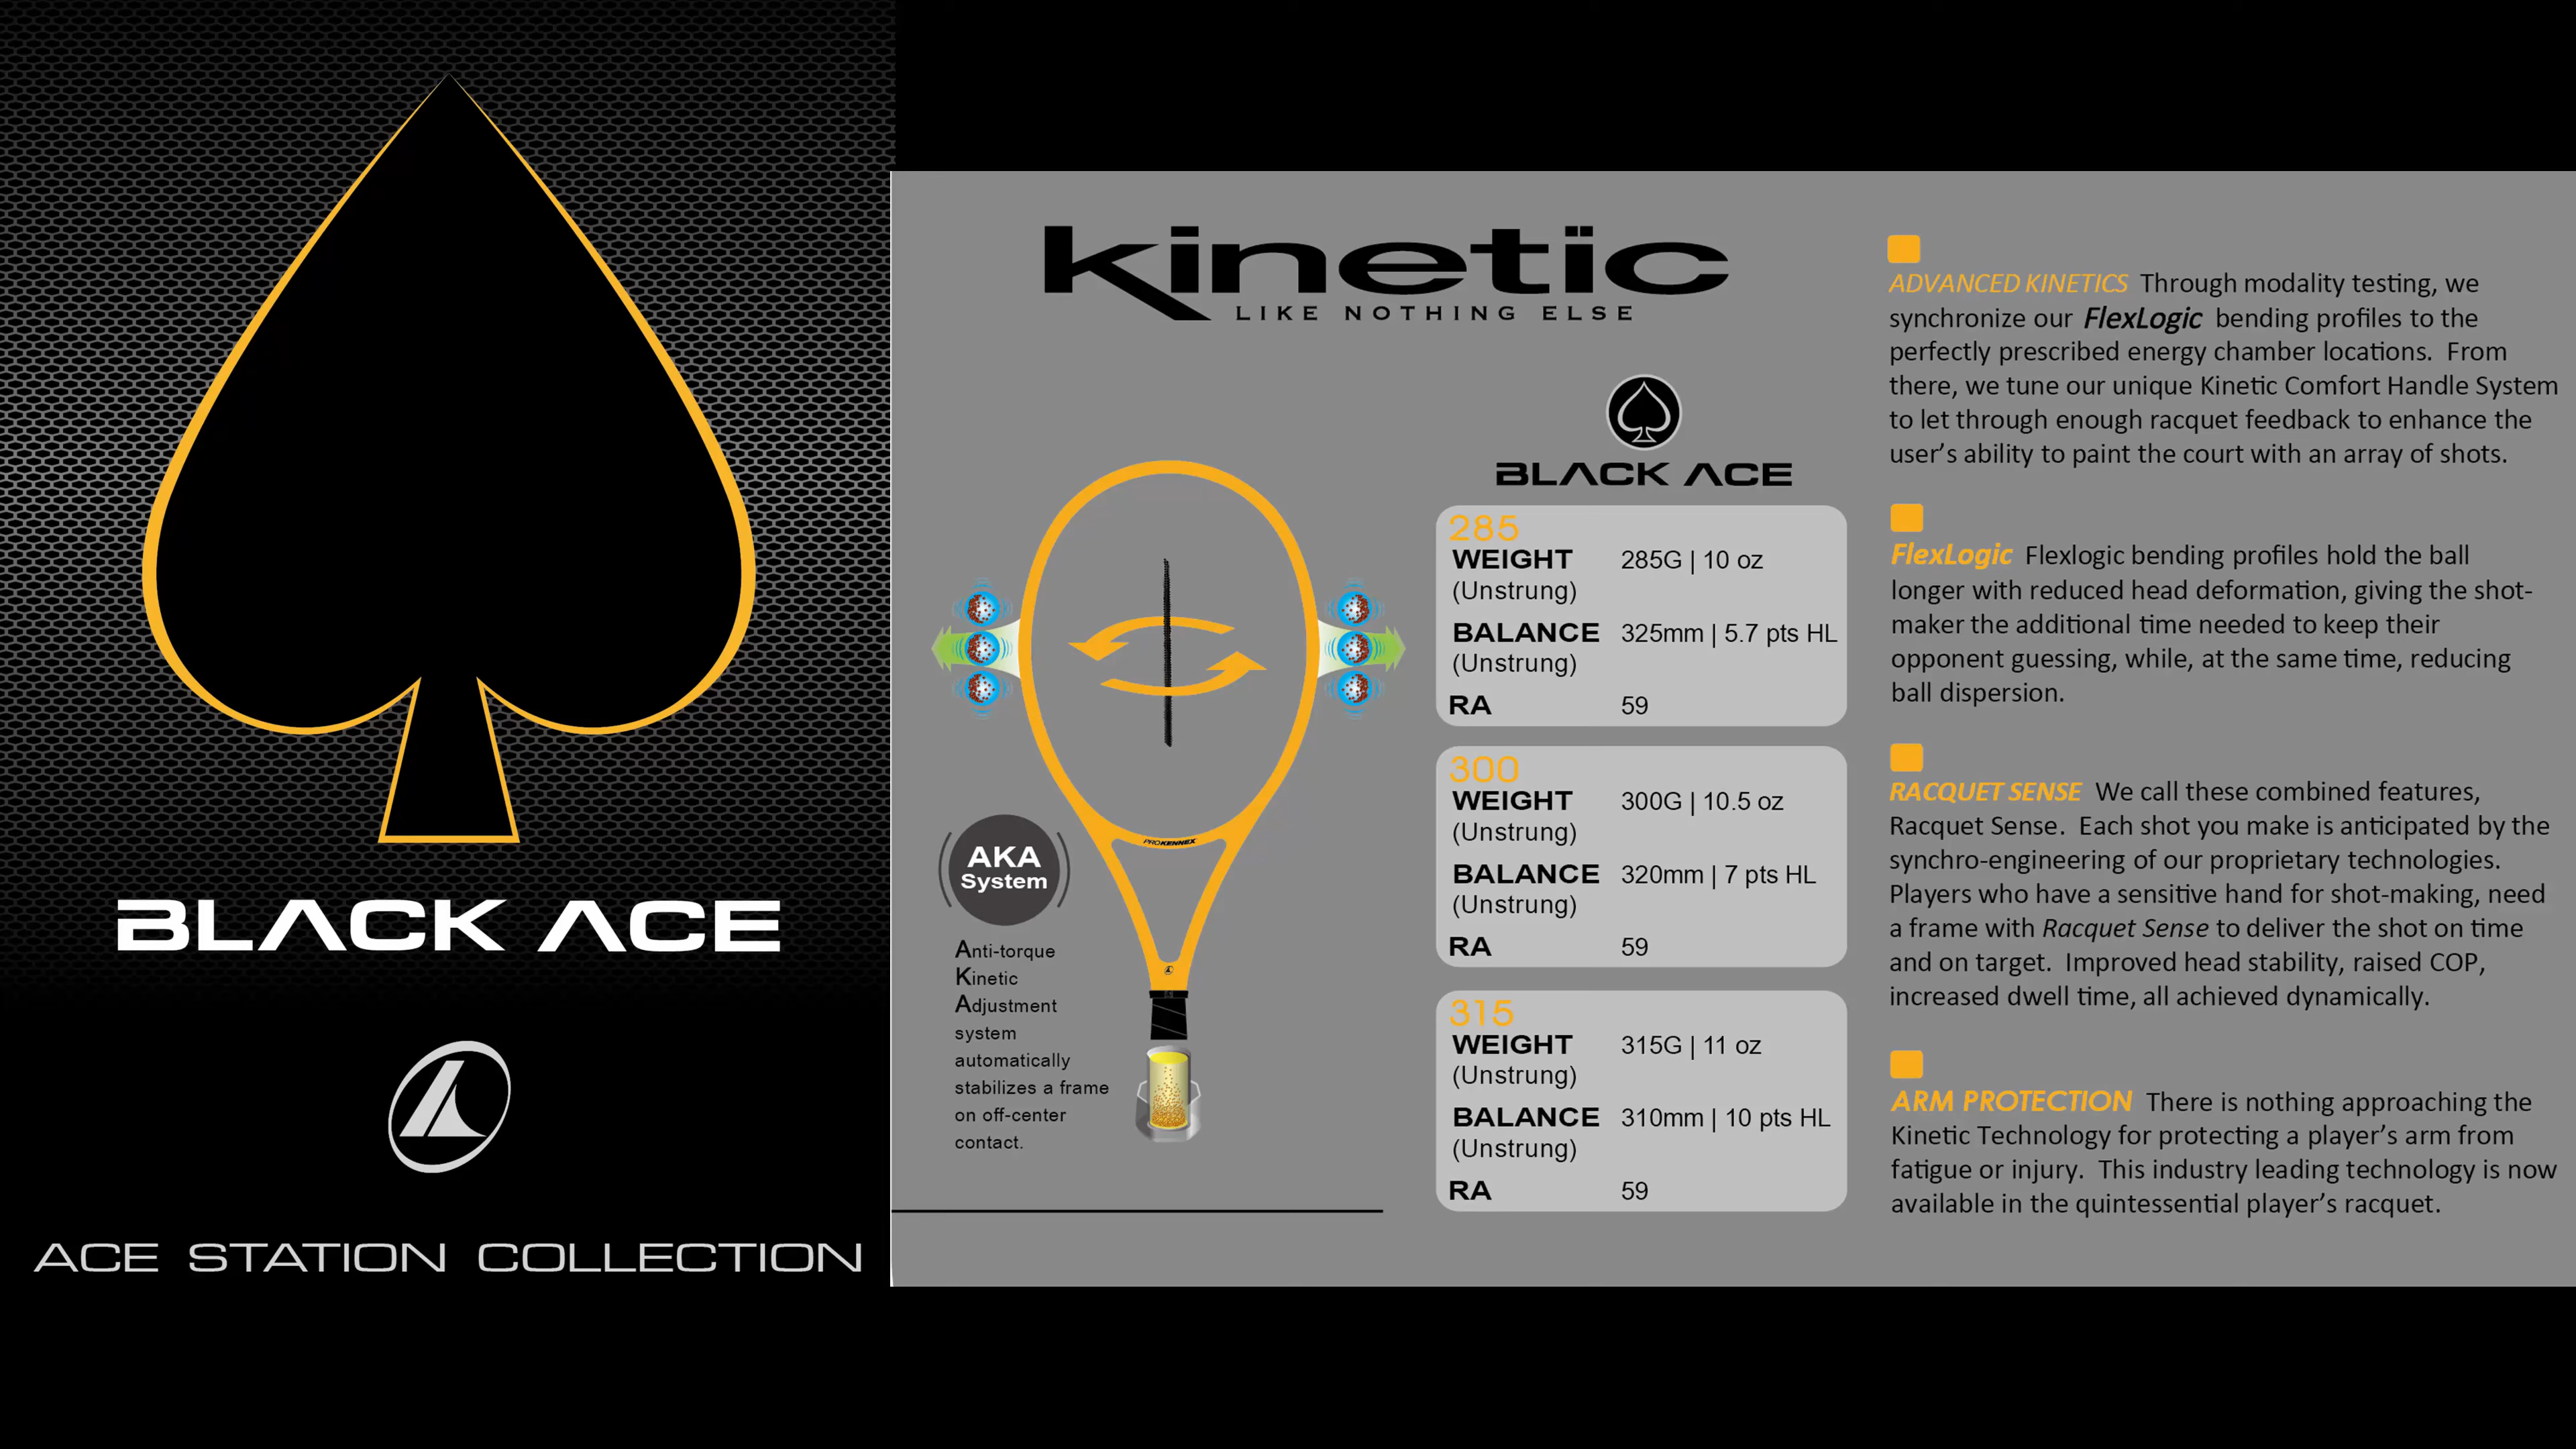 BLACK ACE
ACE STATION COLLECTION
kinetïc
LIKE NOTHING ELSE
PROKENNEX
AKA
System
Anti-torque
Kinetic
Adjustment
system
automatically
stabilizes a frame
on off-center
contact.
BLACK ACE
285
WEIGHT 285G | 10 oz
(Unstrung)
BALANCE 325mm | 5.7 pts HL
(Unstrung)
RA 59
300
WEIGHT 300G | 10.5 oz
(Unstrung)
BALANCE 320mm | 7 pts HL
(Unstrung)
RA 59
315
WEIGHT 315G | 11 oz
(Unstrung)
BALANCE 310mm | 10 pts HL
(Unstrung)
RA 59
ADVANCED KINETICS Through modality testing, we
synchronize our FlexLogic bending profiles to the
perfectly prescribed energy chamber locations. From
there, we tune our unique Kinetic Comfort Handle System
to let through enough racquet feedback to enhance the
user's ability to paint the court with an array of shots.
FlexLogic Flexlogic bending profiles hold the ball
longer with reduced head deformation, giving the shot-
maker the additional time needed to keep their
opponent guessing, while, at the same time, reducing
ball dispersion.
RACQUET SENSE We call these combined features,
Racquet Sense. Each shot you make is anticipated by the
synchro-engineering of our proprietary technologies.
Players who have a sensitive hand for shot-making, need
a frame with Racquet Sense to deliver the shot on time
and on target. Improved head stability, raised COP,
increased dwell time, all achieved dynamically.
ARM PROTECTION There is nothing approaching the
Kinetic Technology for protecting a player's arm from
fatigue or injury. This industry leading technology is now
available in the quintessential player's racquet.